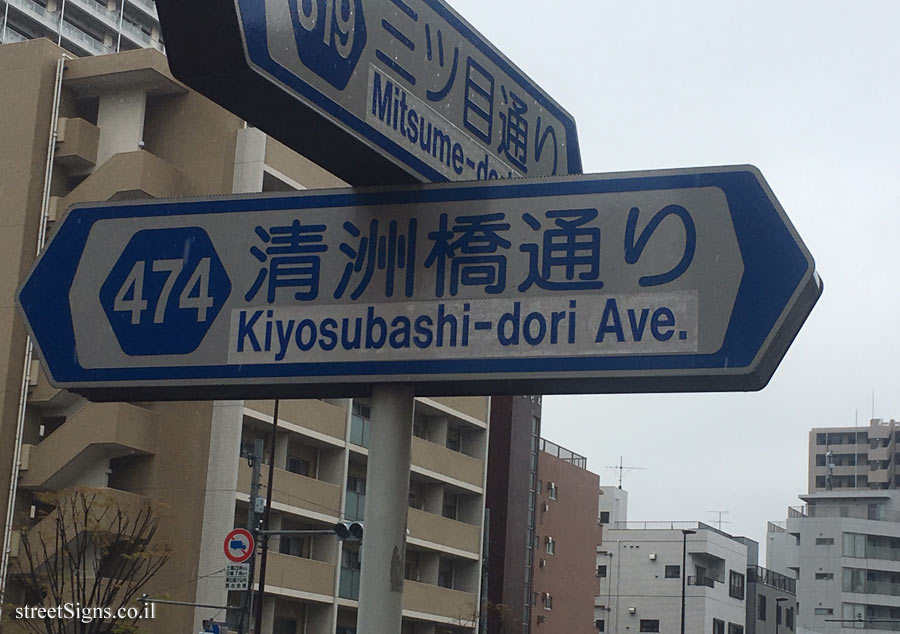 319
三ツ目通り
Mitsume-dori
474
清洲橋通り
Kiyosubashi-dori Ave.
streetSigns.co.il